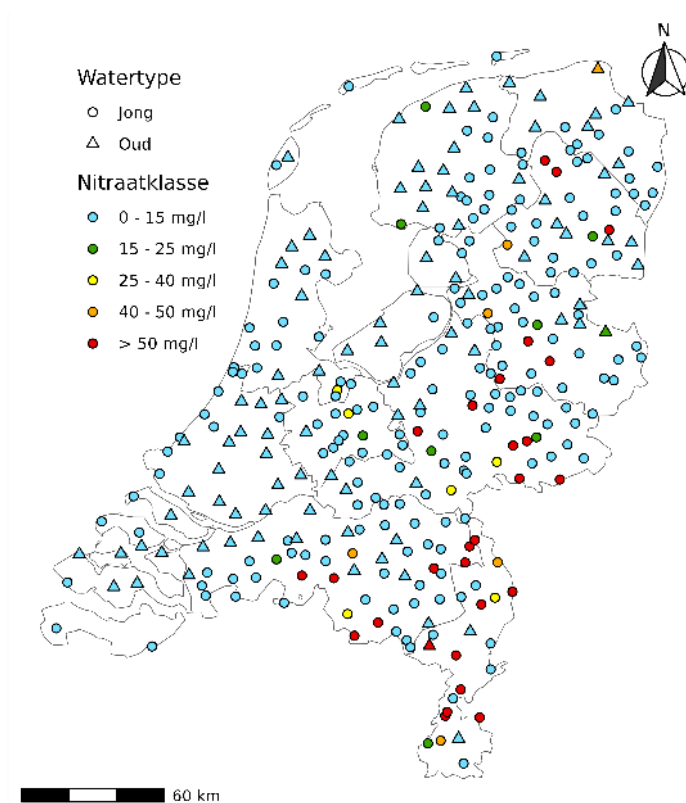 N
Watertype
Jong
Oud
Nitraatklasse
0 - 15 mg/l
15 - 25 mg/l
25 - 40 mg/l
40 - 50 mg/l
> 50 mg/l
60 km